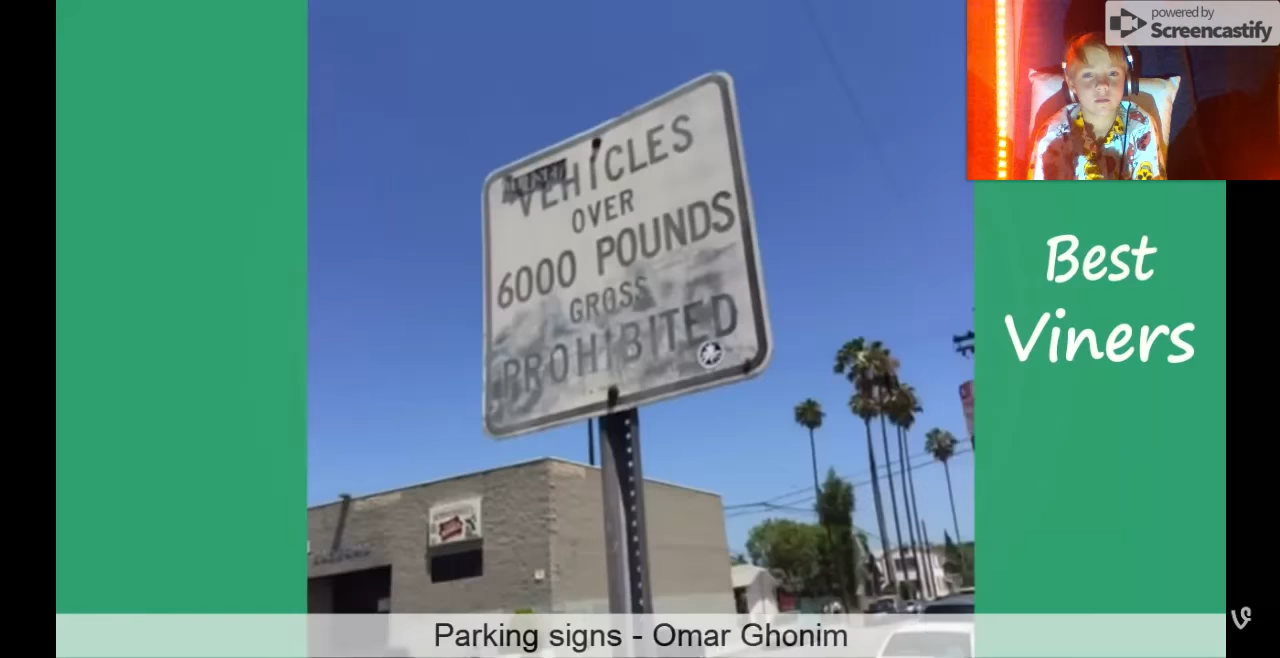 powered by
Screencastify
VEHICLES
OVER
6000 POUNDS
GROSS
PROHIBITED
Best
Viners
Parking signs - Omar Ghonim